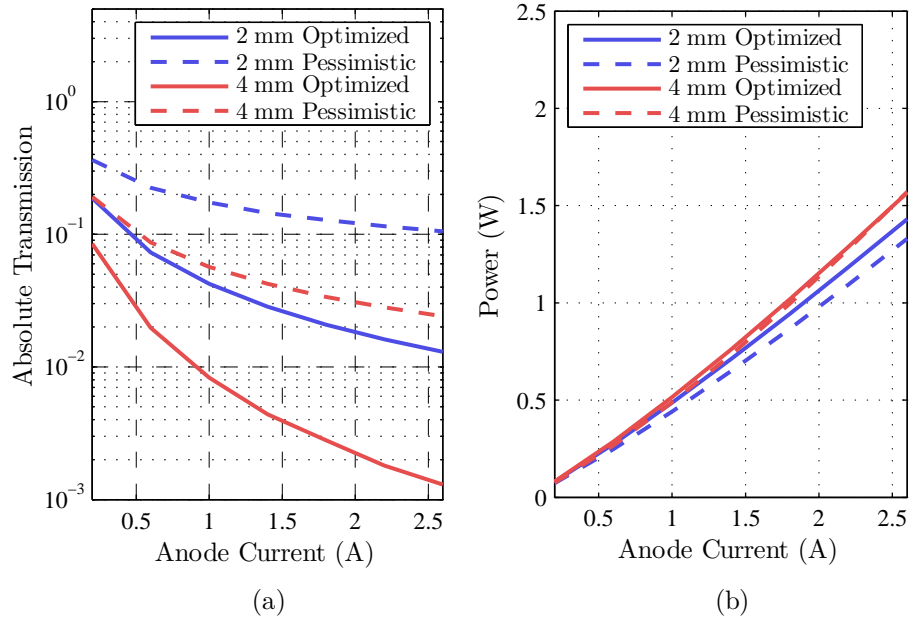 2 mm Optimized
2 mm Pessimistic
4 mm Optimized
4 mm Pessimistic
Absolute Transmission
10^0
10^-1
10^-2
10^-3
0.5 1 1.5 2 2.5
Anode Current (A)
(a)
2 mm Optimized
2 mm Pessimistic
4 mm Optimized
4 mm Pessimistic
Power (W)
2.5
2
1.5
1
0.5
0
0.5 1 1.5 2 2.5
Anode Current (A)
(b)